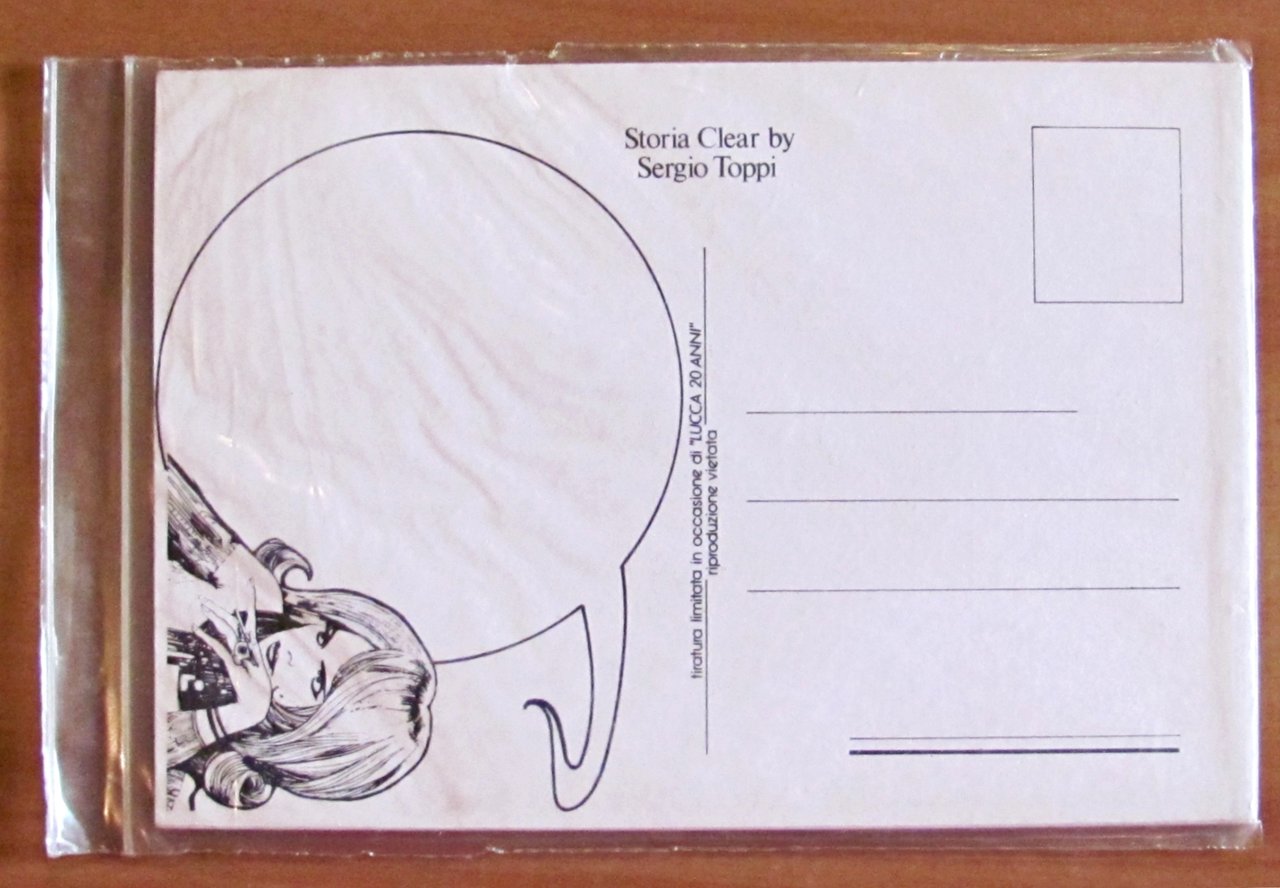 Storia Clear by
Sergio Toppi
tiratura limitata in occasione di "LUCCA 20 ANNI"
riproduzione vietata